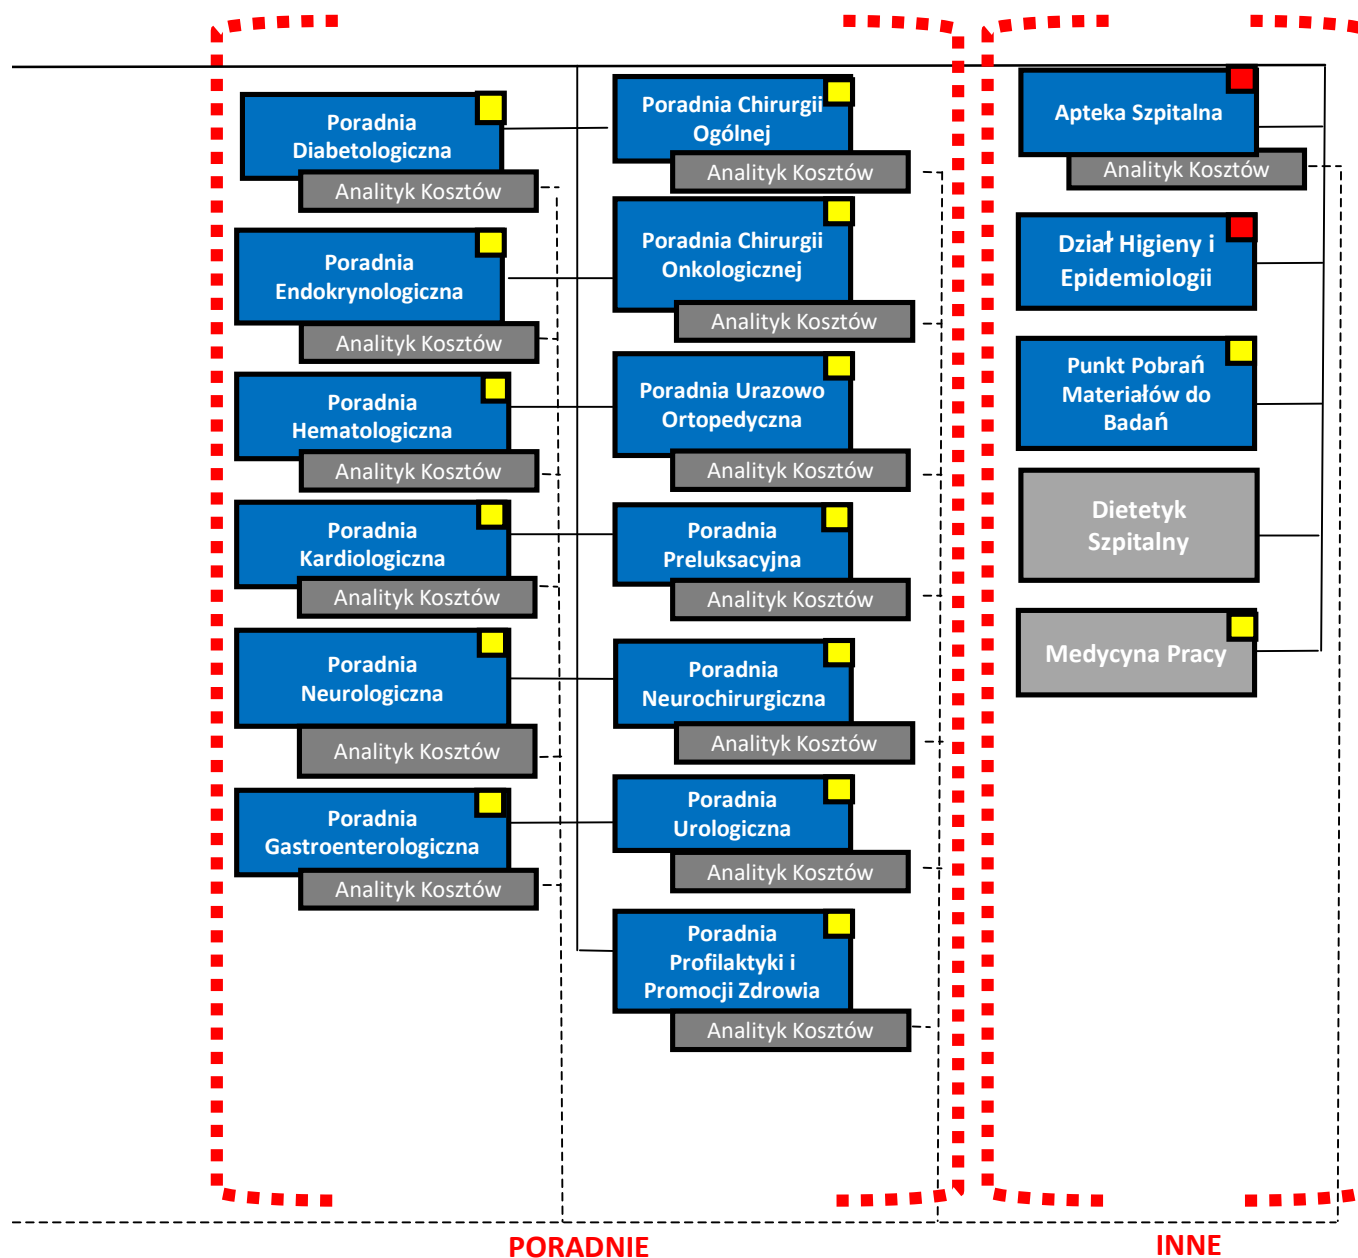 Poradnia
Diabetologiczna
Analityk Kosztów
Poradnia
Endokrynologiczna
Analityk Kosztów
Poradnia
Hematologiczna
Analityk Kosztów
Poradnia
Kardiologiczna
Analityk Kosztów
Poradnia
Neurologiczna
Analityk Kosztów
Poradnia
Gastroenterologiczna
Analityk Kosztów
Poradnia Chirurgii
Ogólnej
Analityk Kosztów
Poradnia Chirurgii
Onkologicznej
Analityk Kosztów
Poradnia Urazowo
Ortopedyczna
Analityk Kosztów
Poradnia
Preluksacyjna
Analityk Kosztów
Poradnia
Neurochirurgiczna
Analityk Kosztów
Poradnia
Urologiczna
Analityk Kosztów
Poradnia
Profilaktyki i
Promocji Zdrowia
Analityk Kosztów
PORADNIE
Apteka Szpitalna
Analityk Kosztów
Dział Higieny i
Epidemiologii
Punkt Pobrań
Materiałów do
Badań
Dietetyk
Szpitalny
Medycyna Pracy
INNE